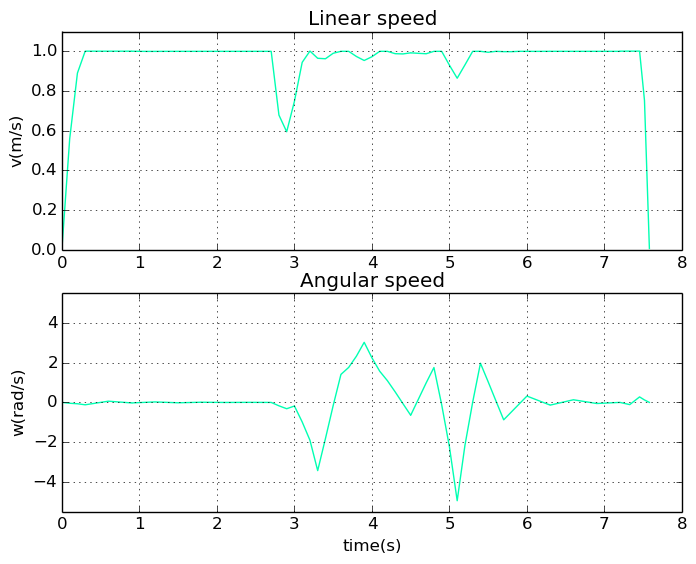 Linear speed
v(m/s)
1.0
0.8
0.6
0.4
0.2
0.0
0 1 2 3 4 5 6 7 8
Angular speed
w(rad/s)
4
2
0
−2
−4
0 1 2 3 4 5 6 7 8
time(s)